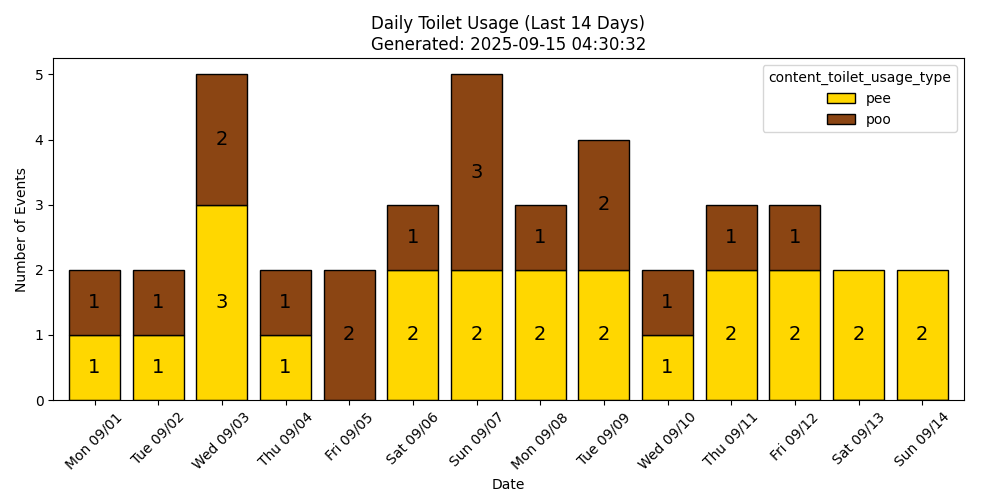 Daily Toilet Usage (Last 14 Days)
Generated: 2025-09-15 04:30:32
content_toilet_usage_type
pee
poo
Number of Events
5
4
3
2
1
0
2 3 2 1 1 1 2 1 1
1 1 3 1 2 2 2 2 2 1 2 2 2 2
1 1 1 1 1
Mon 09/01
Tue 09/02
Wed 09/03
Thu 09/04
Fri 09/05
Sat 09/06
Sun 09/07
Mon 09/08
Tue 09/09
Wed 09/10
Thu 09/11
Fri 09/12
Sat 09/13
Sun 09/14
Date